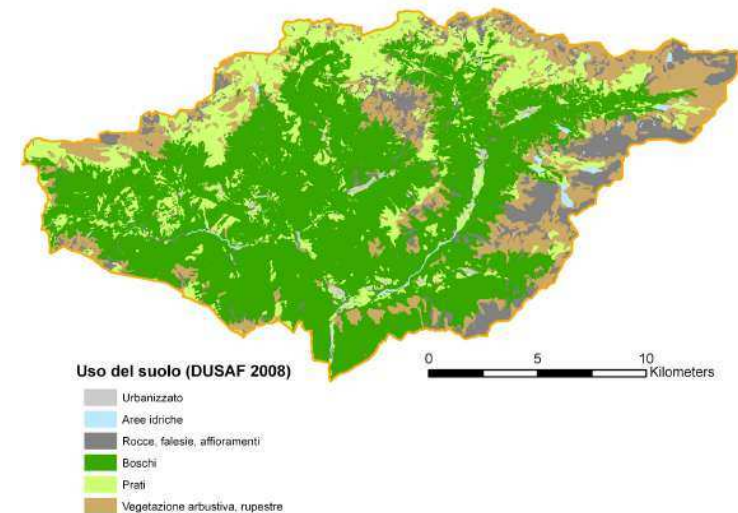 Uso del suolo (DUSAF 2008)
Urbanizzato
Aree idriche
Rocce, falesie, affioramenti
Boschi
Prati
Vegetazione arbustiva, rupestre
0 5 10
Kilometers